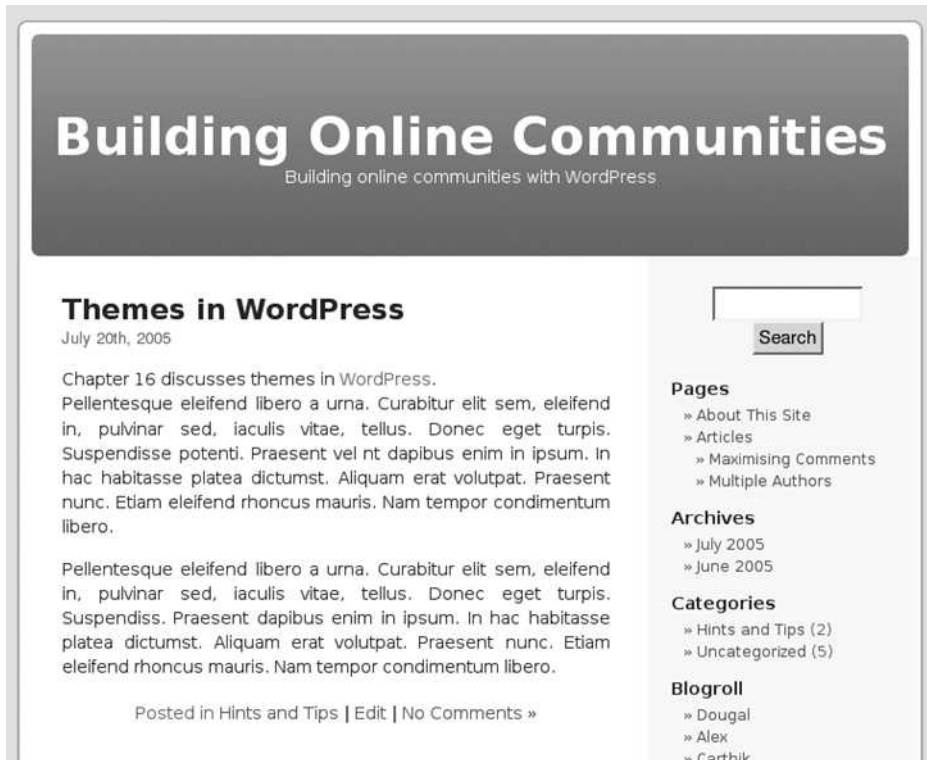 Building Online Communities
Building online communities with WordPress
Themes in WordPress
July 20th, 2005
Chapter 16 discusses themes in WordPress.
Pellentesque eleifend libero a urna. Curabitur elit sem, eleifend
in, pulvinar sed, iaculis vitae, tellus. Donec eget turpis.
Suspendisse potenti. Praesent vel nt dapibus enim in ipsum. In
hac habitasse platea dictumst. Aliquam erat volutpat. Praesent
nunc. Etiam eleifend rhoncus mauris. Nam tempor condimentum
libero.
Pellentesque eleifend libero a urna. Curabitur elit sem, eleifend
in, pulvinar sed, iaculis vitae, tellus. Donec eget turpis.
Suspendiss. Praesent dapibus enim in ipsum. In hac habitasse
platea dictumst. Aliquam erat volutpat. Praesent nunc. Etiam
eleifend rhoncus mauris. Nam tempor condimentum libero.
Posted in Hints and Tips | Edit | No Comments »
Search
Pages
» About This Site
» Articles
» Maximising Comments
» Multiple Authors
Archives
» July 2005
» June 2005
Categories
» Hints and Tips (2)
» Uncategorized (5)
Blogroll
» Dougal
» Alex
» Carthik